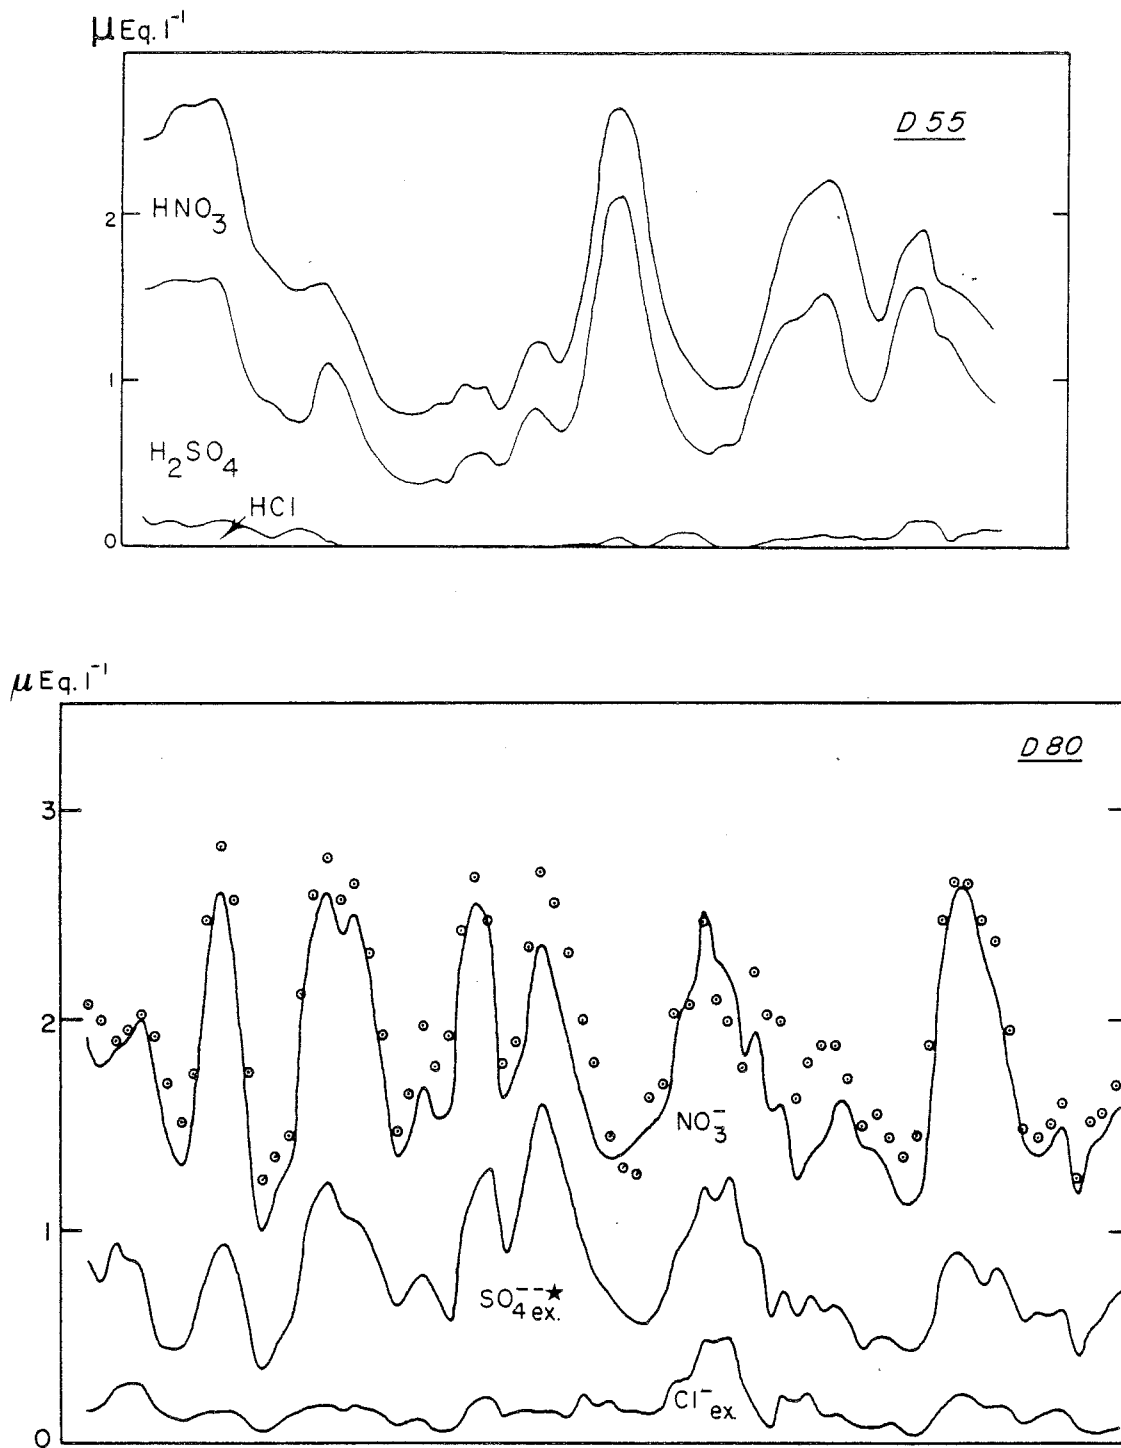 μEq. l⁻¹
D 55
2
HNO₃
1
H₂SO₄
HCl
0
μEq. l⁻¹
D 80
3
2
NO₃⁻
1
SO₄⁻⁻ ex.★
Cl⁻ ex.
0